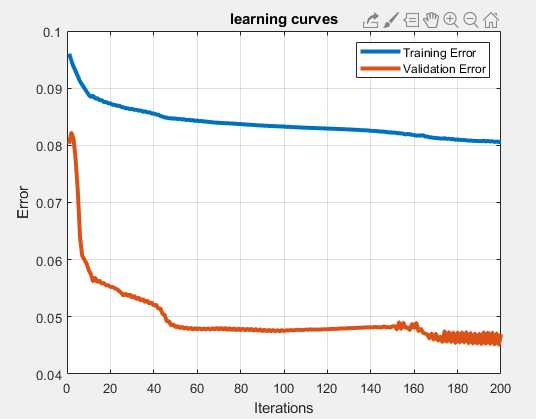 learning curves
0.1
0.09
0.08
0.07
0.06
0.05
0.04
Error
Training Error
Validation Error
0 20 40 60 80 100 120 140 160 180 200
Iterations